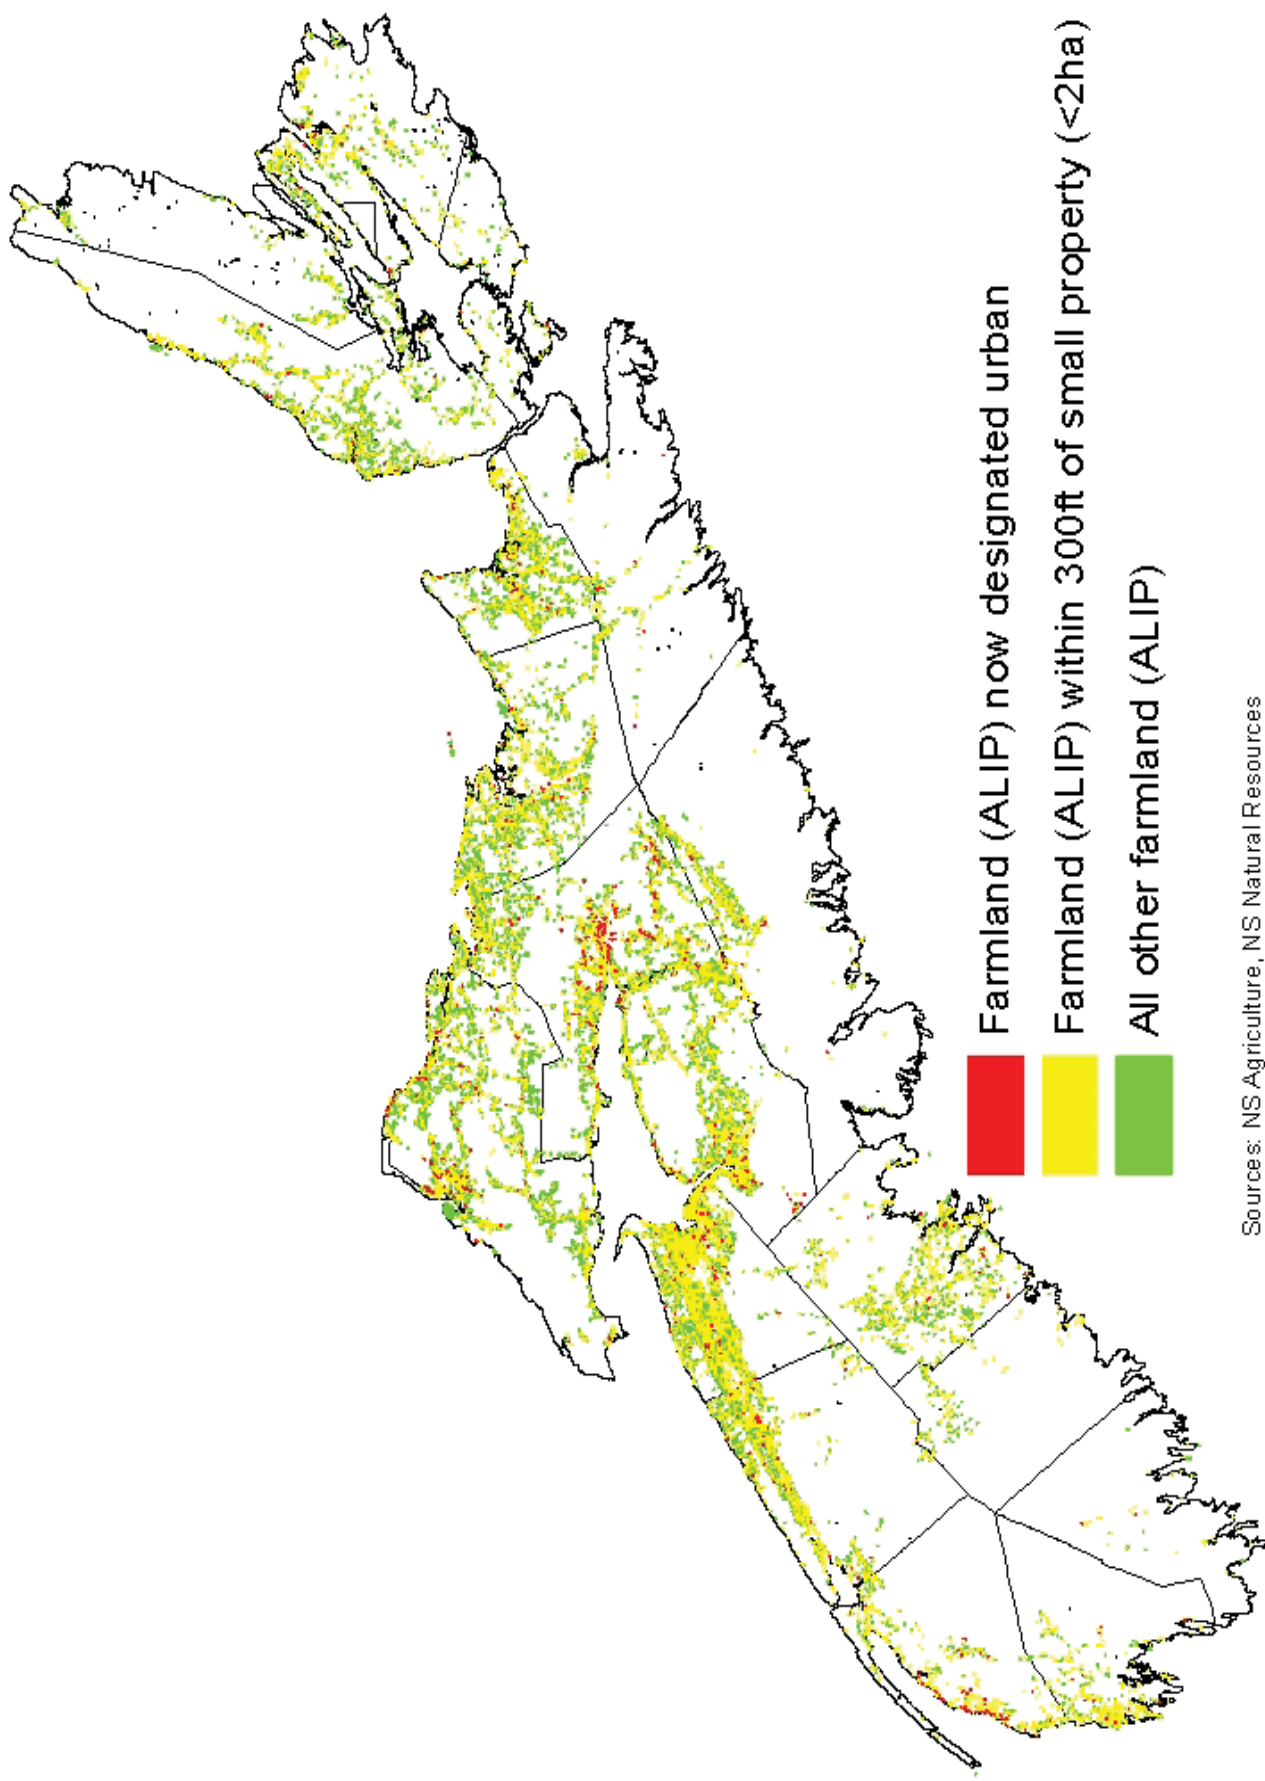 Farmland (ALIP) now designated urban
Farmland (ALIP) within 300ft of small property (<2ha)
All other farmland (ALIP)
Sources: NS Agriculture, NS Natural Resources